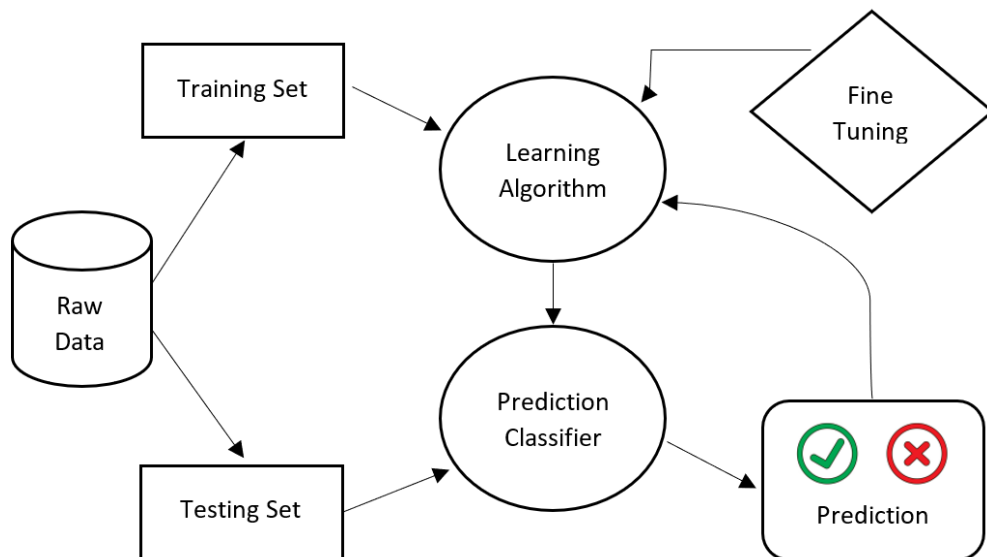 Training Set
Learning
Algorithm
Fine
Tuning
Raw
Data
Prediction
Classifier
Testing Set
Prediction